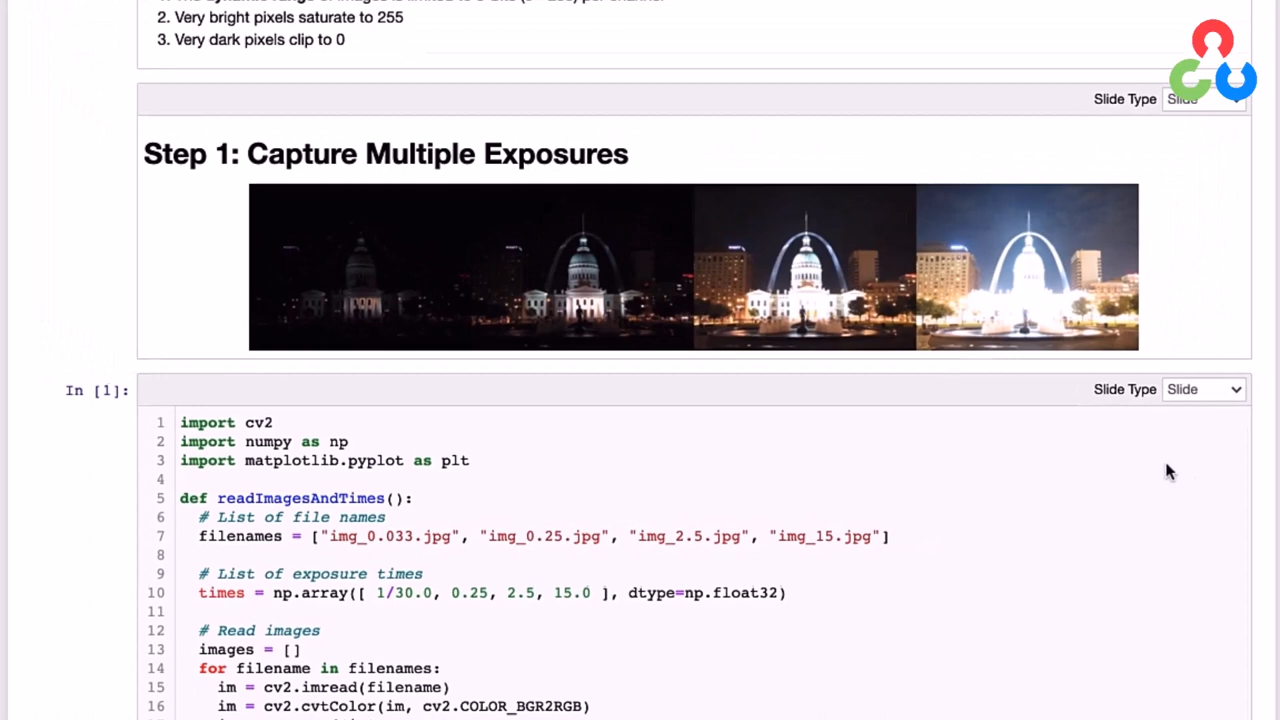 2. Very bright pixels saturate to 255
3. Very dark pixels clip to 0
Slide Type Slide
Step 1: Capture Multiple Exposures
In [1]:
Slide Type Slide
1 import cv2
2 import numpy as np
3 import matplotlib.pyplot as plt
4
5 def readImagesAndTimes():
6 # List of file names
7 filenames = ["img_0.033.jpg", "img_0.25.jpg", "img_2.5.jpg", "img_15.jpg"]
8
9 # List of exposure times
10 times = np.array([ 1/30.0, 0.25, 2.5, 15.0 ], dtype=np.float32)
11
12 # Read images
13 images = []
14 for filename in filenames:
15 im = cv2.imread(filename)
16 im = cv2.cvtColor(im, cv2.COLOR_BGR2RGB)